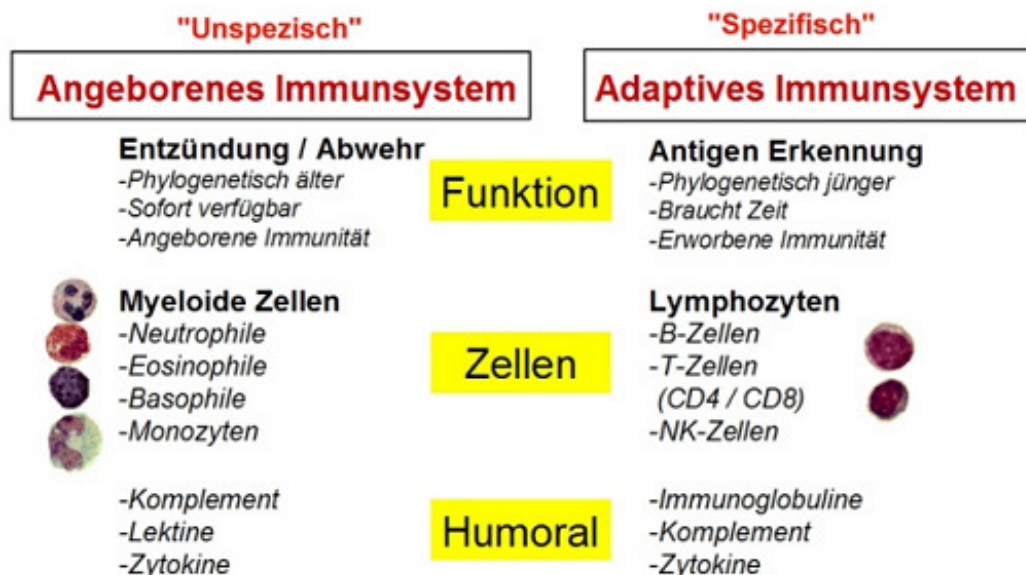 "Unspezisch"
Angeborenes Immunsystem
Entzündung / Abwehr
-Phylogenetisch älter
-Sofort verfügbar
-Angeborene Immunität
Myeloide Zellen
-Neutrophile
-Eosinophile
-Basophile
-Monozyten
-Komplement
-Lektine
-Zytokine
Funktion
Zellen
Humoral
"Spezifisch"
Adaptives Immunsystem
Antigen Erkennung
-Phylogenetisch jünger
-Braucht Zeit
-Erworbene Immunität
Lymphozyten
-B-Zellen
-T-Zellen
(CD4 / CD8)
-NK-Zellen
-Immunoglobuline
-Komplement
-Zytokine